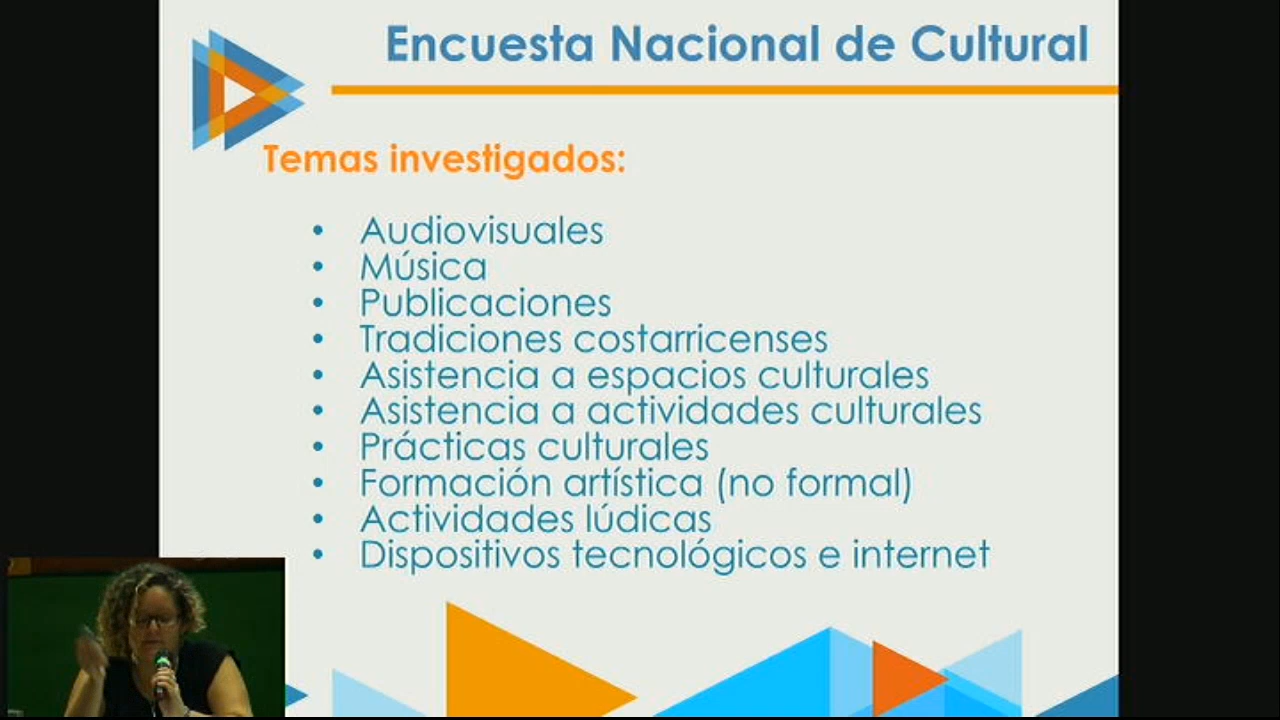 Encuesta Nacional de Cultural
Temas investigados:
• Audiovisuales
• Música
• Publicaciones
• Tradiciones costarricenses
• Asistencia a espacios culturales
• Asistencia a actividades culturales
• Prácticas culturales
• Formación artística (no formal)
• Actividades lúdicas
• Dispositivos tecnológicos e internet